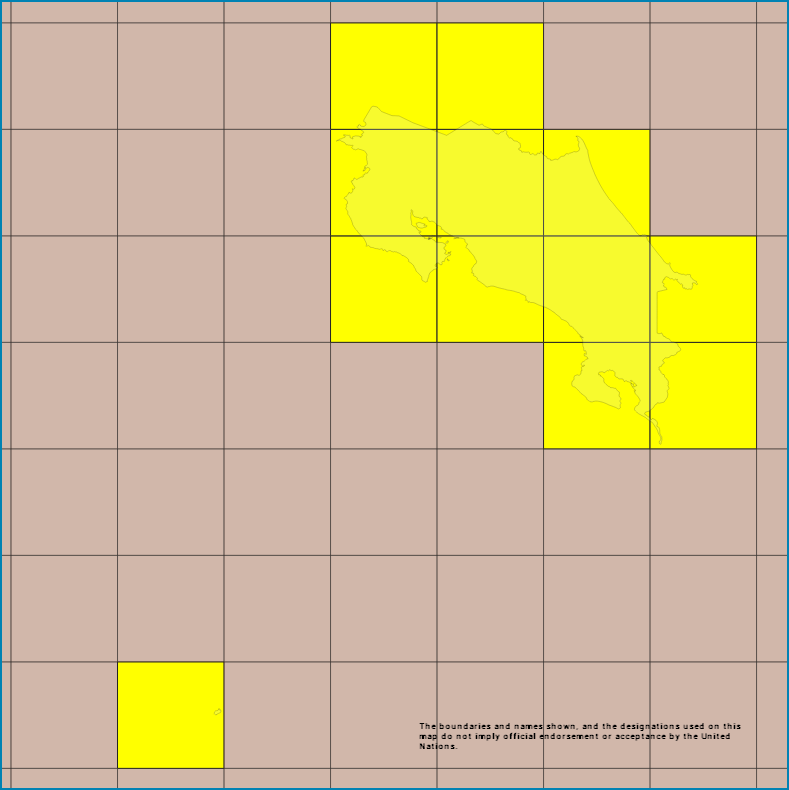 The boundaries and names shown, and the designations used on this
map do not imply official endorsement or acceptance by the United
Nations.